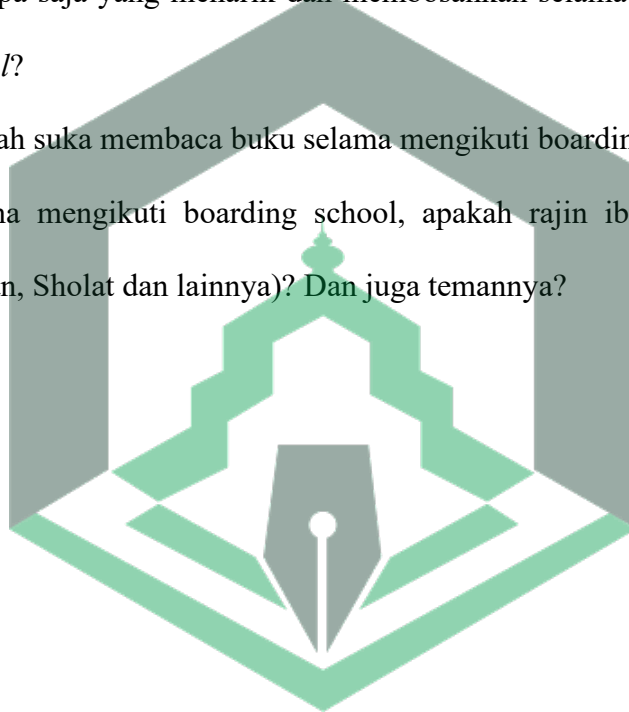 pa saja yang menarik dan membosankan selama
l?
ah suka membaca buku selama mengikuti boardin
na mengikuti boarding school, apakah rajin ib
n, Sholat dan lainnya)? Dan juga temannya?